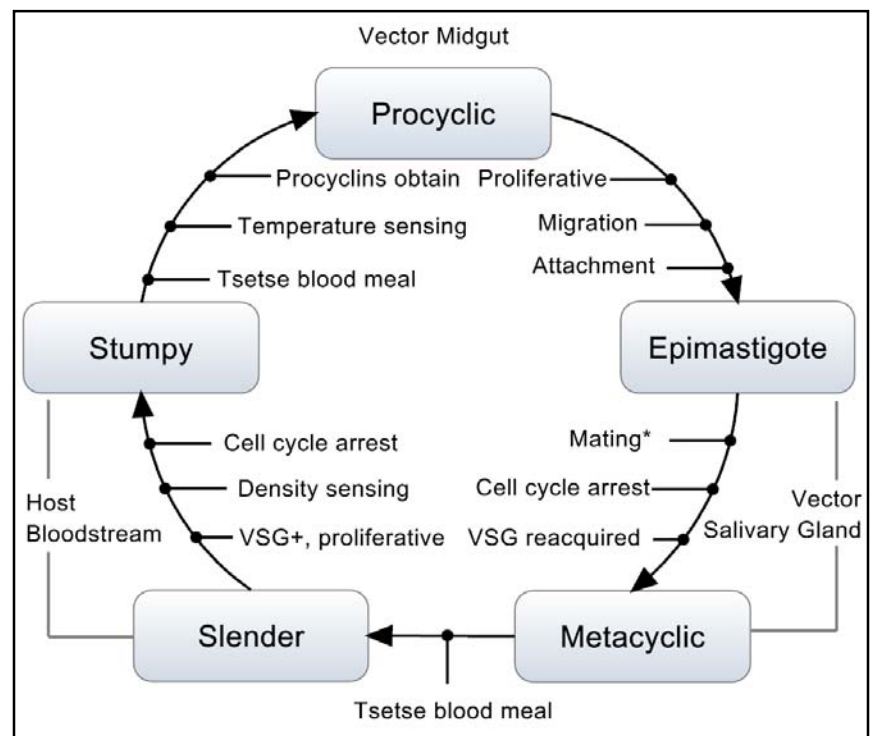 Vector Midgut
Procyclic
Procyclins obtain
Proliferative
Temperature sensing
Migration
Tsetse blood meal
Attachment
Stumpy
Epimastigote
Cell cycle arrest
Mating*
Density sensing
Cell cycle arrest
Host
Bloodstream
Vector
Salivary Gland
VSG+, proliferative
VSG reacquired
Slender
Metacyclic
Tsetse blood meal